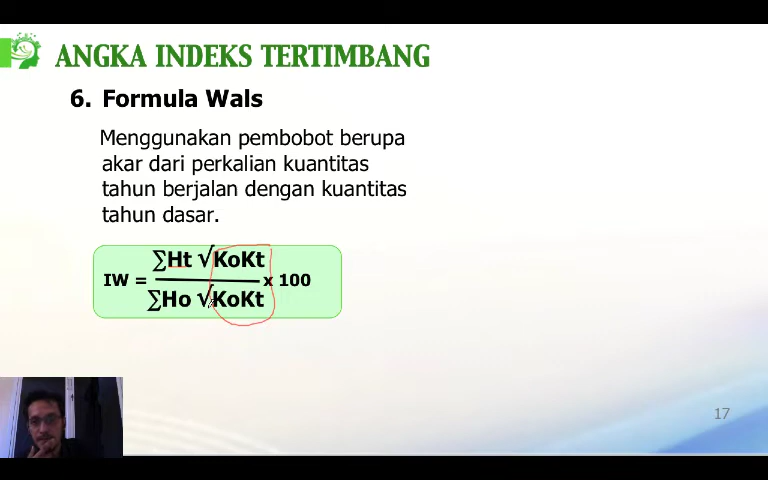 ANGKA INDEKS TERTIMBANG
6. Formula Wals
Menggunakan pembobot berupa
akar dari perkalian kuantitas
tahun berjalan dengan kuantitas
tahun dasar.
∑Ht √KoKt
IW = x 100
∑Ho √KoKt
17